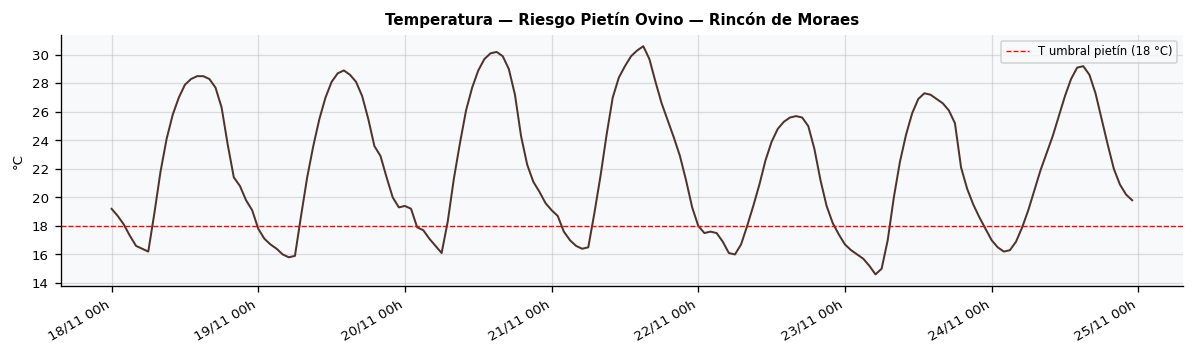 Temperatura — Riesgo Pietín Ovino — Rincón de Moraes
T umbral pietín (18 °C)
°C
30
28
26
24
22
20
18
16
14
18/11 00h
19/11 00h
20/11 00h
21/11 00h
22/11 00h
23/11 00h
24/11 00h
25/11 00h